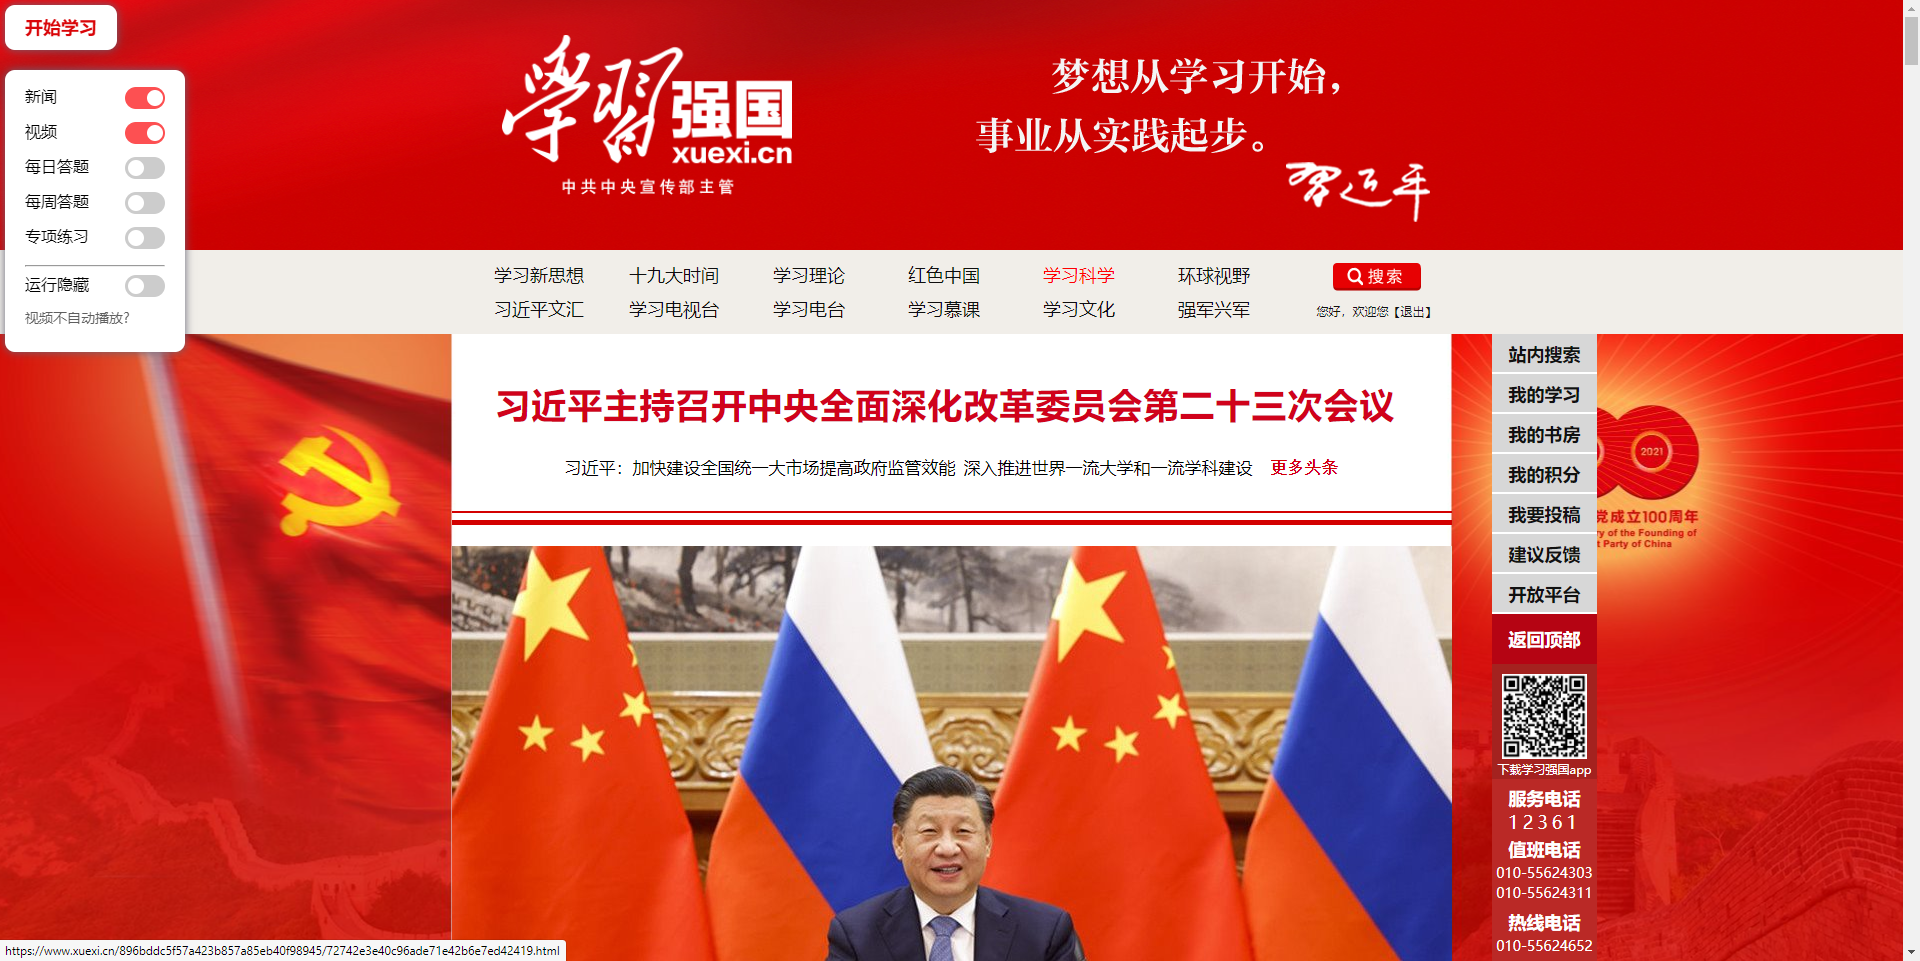 开始学习
新闻
视频
每日答题
每周答题
专项练习
运行隐藏
视频不自动播放?
學習强国
xuexi.cn
中共中央宣传部主管
梦想从学习开始，
事业从实践起步。
习近平
学习新思想 十九大时间 学习理论 红色中国 学习科学 环球视野 搜索
习近平文汇 学习电视台 学习电台 学习慕课 学习文化 强军兴军 您好，欢迎您【退出】
习近平主持召开中央全面深化改革委员会第二十三次会议
习近平：加快建设全国统一大市场提高政府监管效能 深入推进世界一流大学和一流学科建设 更多头条
站内搜索
我的学习
我的书房
我的积分
我要投稿
建议反馈
开放平台
返回顶部
下载学习强国app
服务电话
12361
值班电话
010-55624303
010-55624311
热线电话
010-55624652
2021
党成立100周年
ry of the Founding of
t Party of China
https://www.xuexi.cn/896bddc5f57a423b857a85eb40f98945/72742e3e40c96ade71e42b6e7ed42419.html